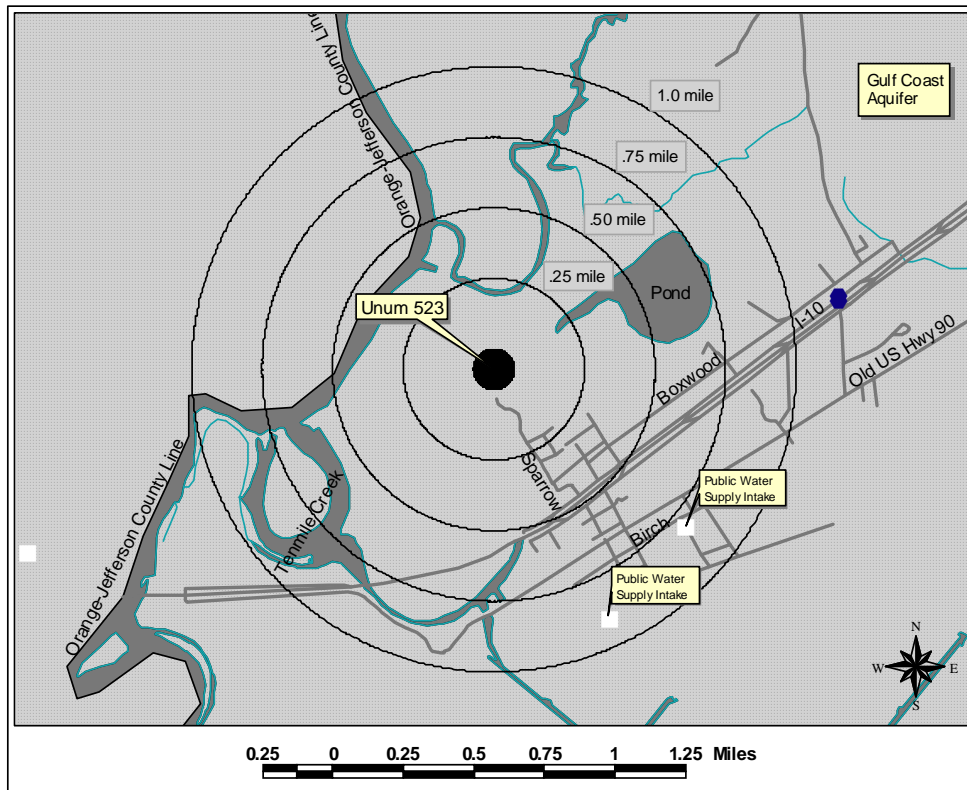 Orange-Jefferson County Line
1.0 mile
Gulf Coast
Aquifer
.75 mile
.50 mile
.25 mile
Unum 523
Pond
I-10
Old US Hwy 90
Boxwood
Sparrow
Public Water
Supply Intake
Birch
Tenmile Creek
Orange-Jefferson County Line
Public Water
Supply Intake
N
W
E
S
0.25 0 0.25 0.5 0.75 1 1.25 Miles